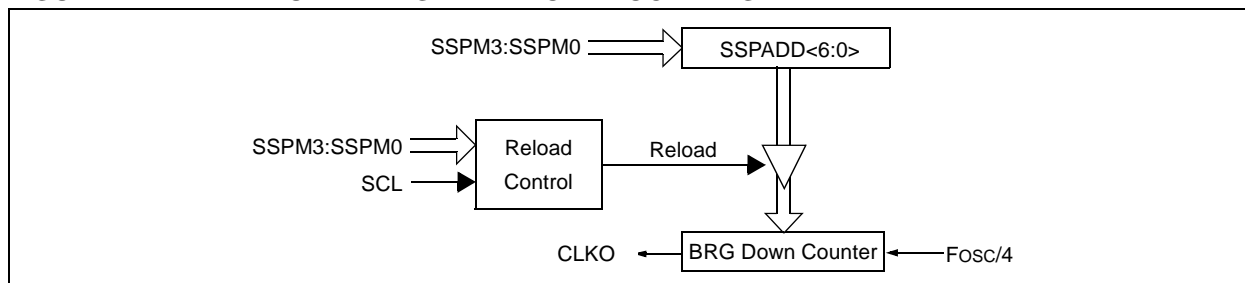 SSPM3:SSPM0
SSPADD<6:0>
SSPM3:SSPM0
SCL
Reload
Control
Reload
CLKO
BRG Down Counter
FOSC/4